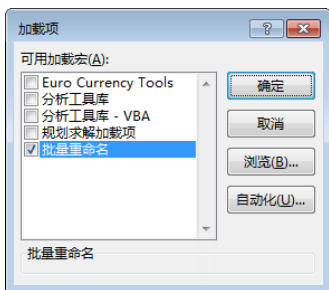 加载项
可用加载宏(A):
Euro Currency Tools
分析工具库
分析工具库 - VBA
规划求解加载项
批量重命名
确定
取消
浏览(B)...
自动化(U)...
批量重命名